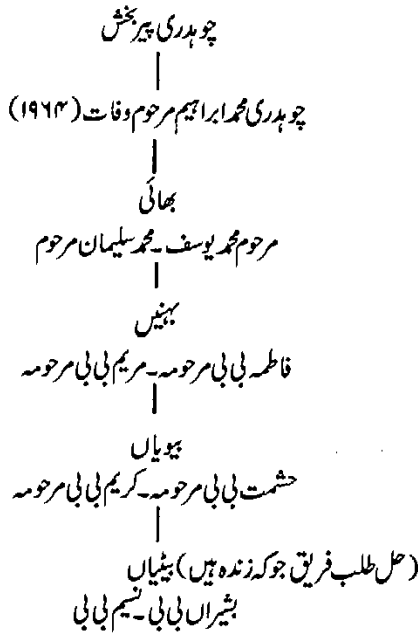 چوہدری پیر بخش
چوہدری محمد ابراہیم مرحوم وفات (۱۹۶۴)
بھائی
مرحوم محمد یوسف۔محمد سلیمان مرحوم
بہنیں
فاطمہ بی بی مرحومہ۔مریم بی بی مرحومہ
بیویاں
حشمت بی بی مرحومہ۔کریم بی بی مرحومہ
(حل طلب فریق جو کہ زندہ ہیں) بیٹیاں
بشیراں بی بی۔نسیم بی بی